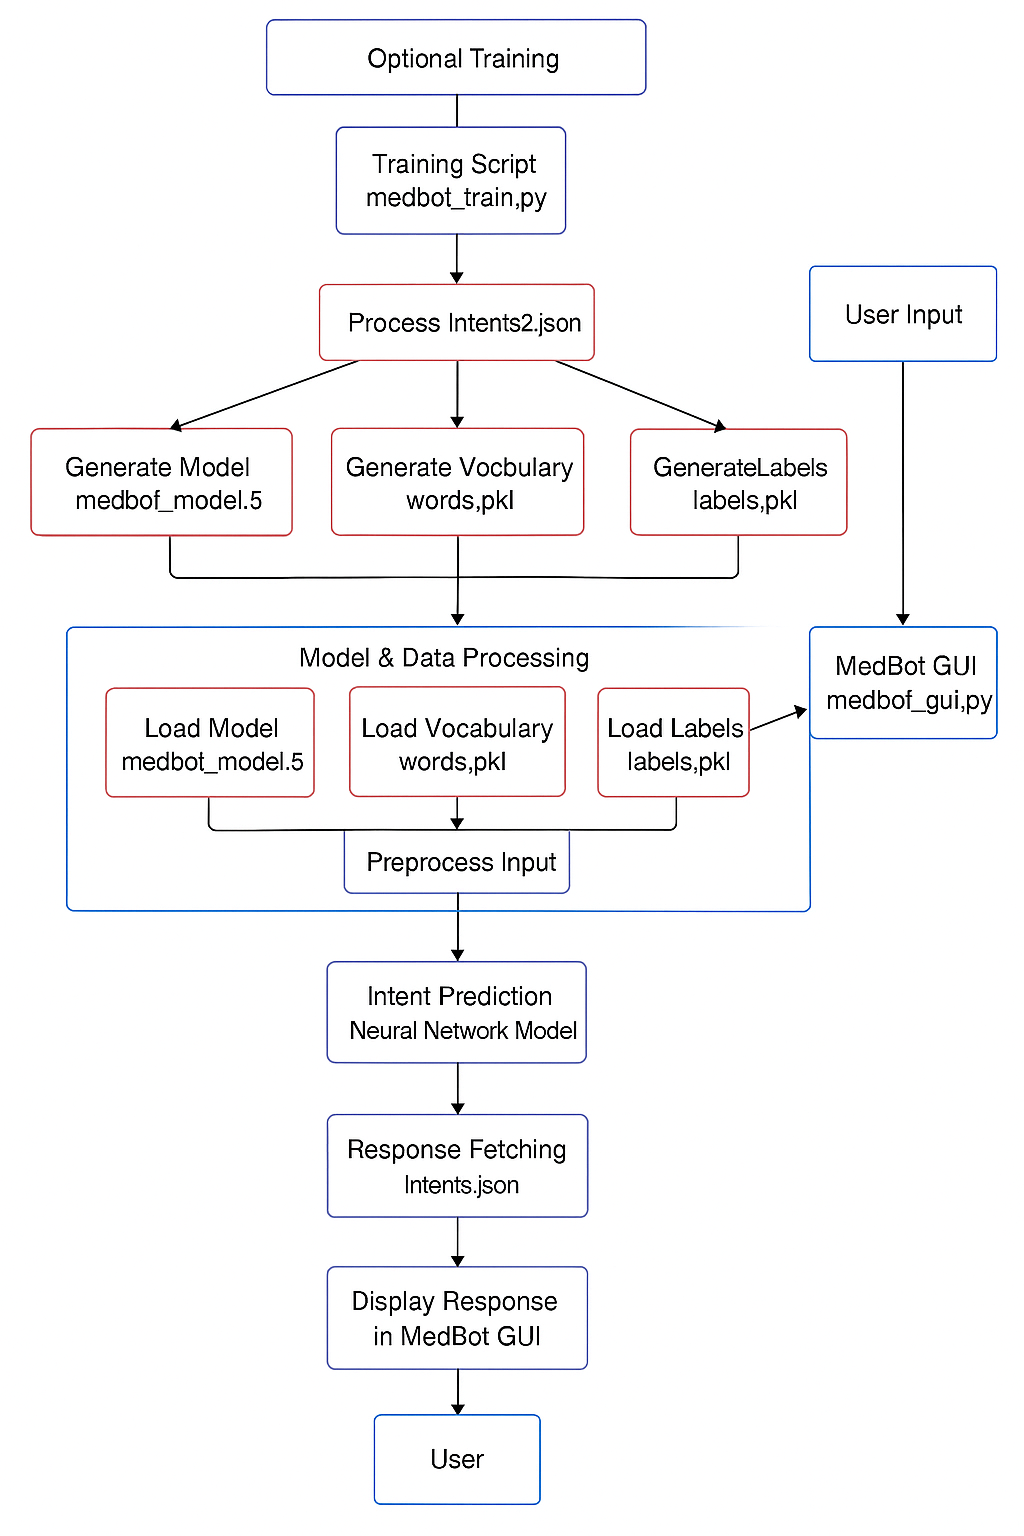 Optional Training
Training Script
medbot_train,py
Process Intents2.json
User Input
Generate Model
medbof_model.5
Generate Vocbulary
words,pkl
GenerateLabels
labels,pkl
Model & Data Processing
MedBot GUI
medbof_gui,py
Load Model
medbot_model.5
Load Vocabulary
words,pkl
Load Labels
labels,pkl
Preprocess Input
Intent Prediction
Neural Network Model
Response Fetching
Intents.json
Display Response
in MedBot GUI
User